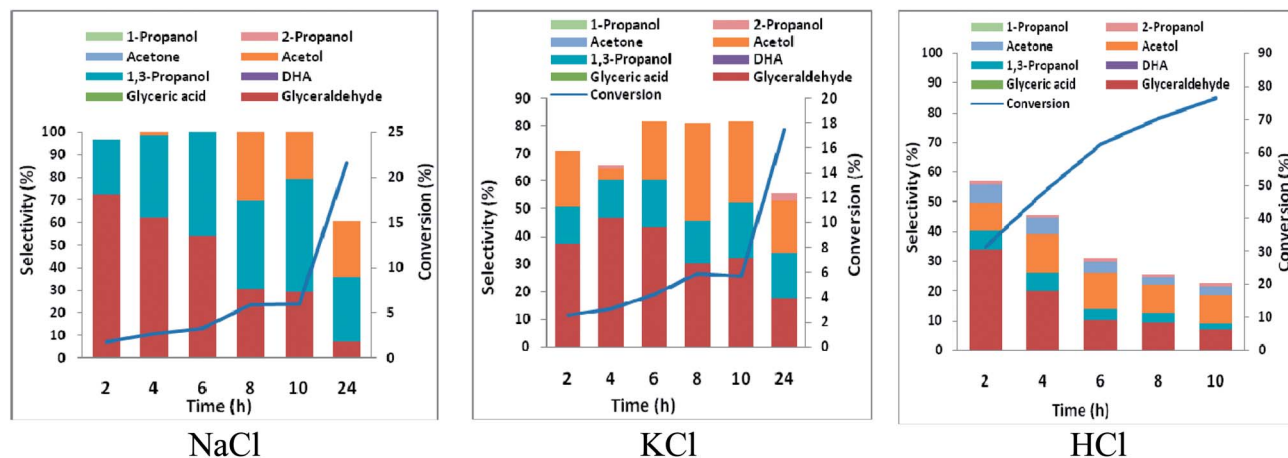 1-Propanol 2-Propanol
Acetone Acetol
1,3-Propanol DHA
Glyceric acid Glyceraldehyde
Conversion
Selectivity (%)
100
90
80
70
60
50
40
30
20
10
0
25
20
15
10
5
0
Conversion (%)
2 4 6 8 10 24
Time (h)
NaCl
1-Propanol 2-Propanol
Acetone Acetol
1,3-Propanol DHA
Glyceric acid Glyceraldehyde
Conversion
Selectivity (%)
90
80
70
60
50
40
30
20
10
0
20
18
16
14
12
10
8
6
4
2
0
Conversion (%)
2 4 6 8 10 24
Time (h)
KCl
1-Propanol 2-Propanol
Acetone Acetol
1,3-Propanol DHA
Glyceric acid Glyceraldehyde
Conversion
Selectivity (%)
100
90
80
70
60
50
40
30
20
10
0
90
80
70
60
50
40
30
20
10
0
Conversion (%)
2 4 6 8 10
Time (h)
HCl